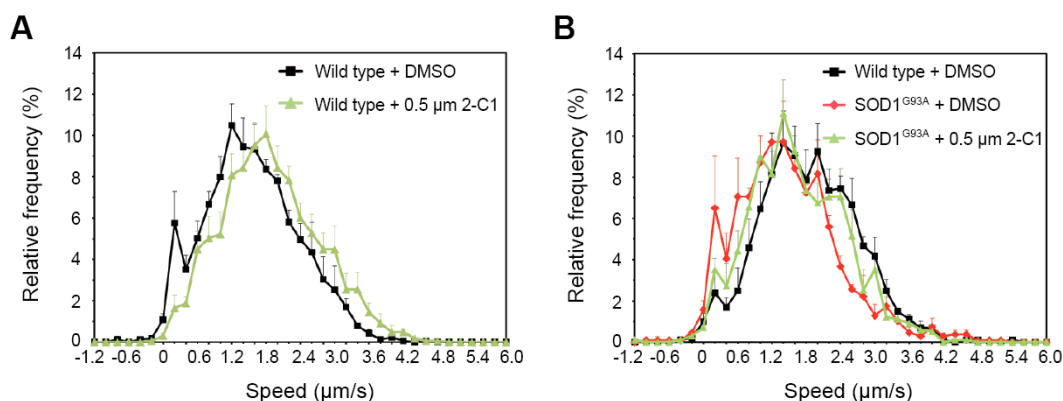 A
14
12
10
8
6
4
2
0
Relative frequency (%)
Wild type + DMSO
Wild type + 0.5 µm 2-C1
-1.2 -0.6 0 0.6 1.2 1.8 2.4 3.0 3.6 4.2 4.8 5.4 6.0
Speed (µm/s)
B
14
12
10
8
6
4
2
0
Relative frequency (%)
Wild type + DMSO
SOD1G93A + DMSO
SOD1G93A + 0.5 µm 2-C1
-1.2 -0.6 0 0.6 1.2 1.8 2.4 3.0 3.6 4.2 4.8 5.4 6.0
Speed (µm/s)